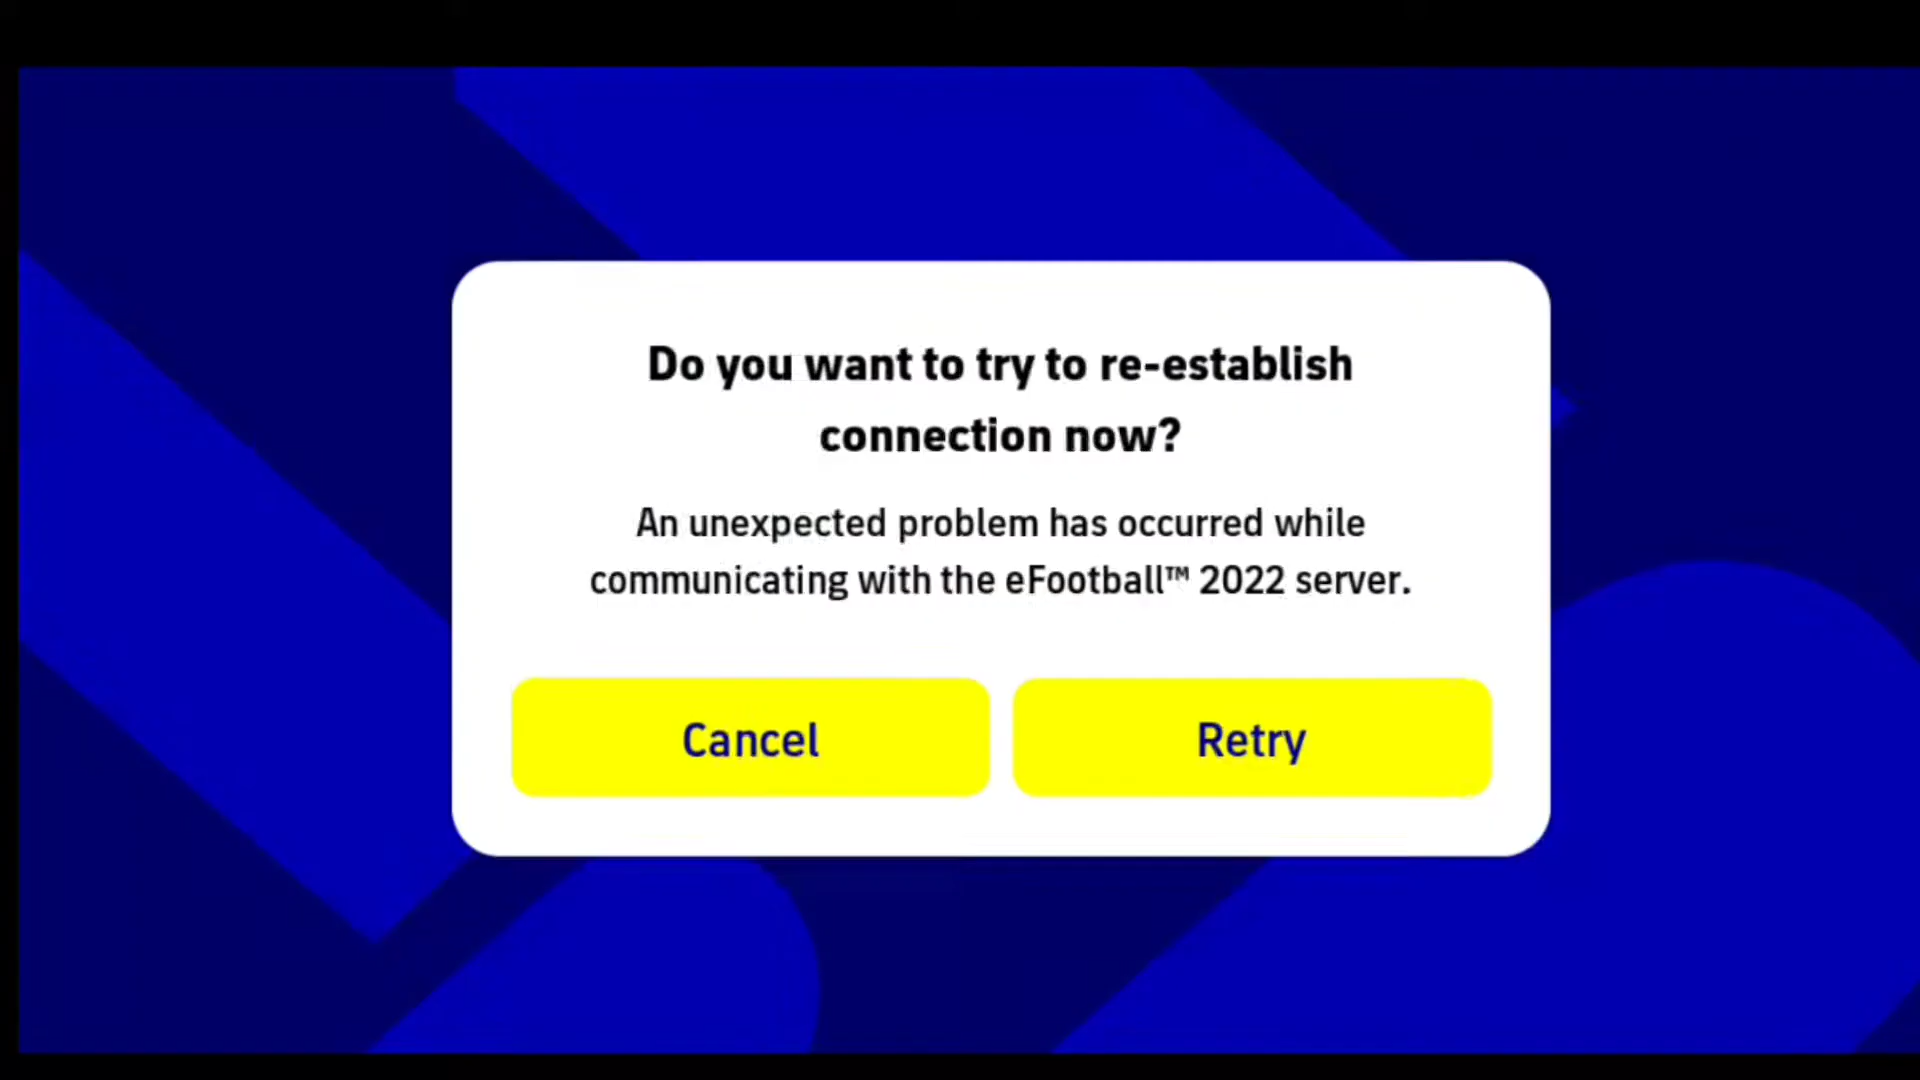 Do you want to try to re-establish
connection now?
An unexpected problem has occurred while
communicating with the eFootball™ 2022 server.
Cancel
Retry